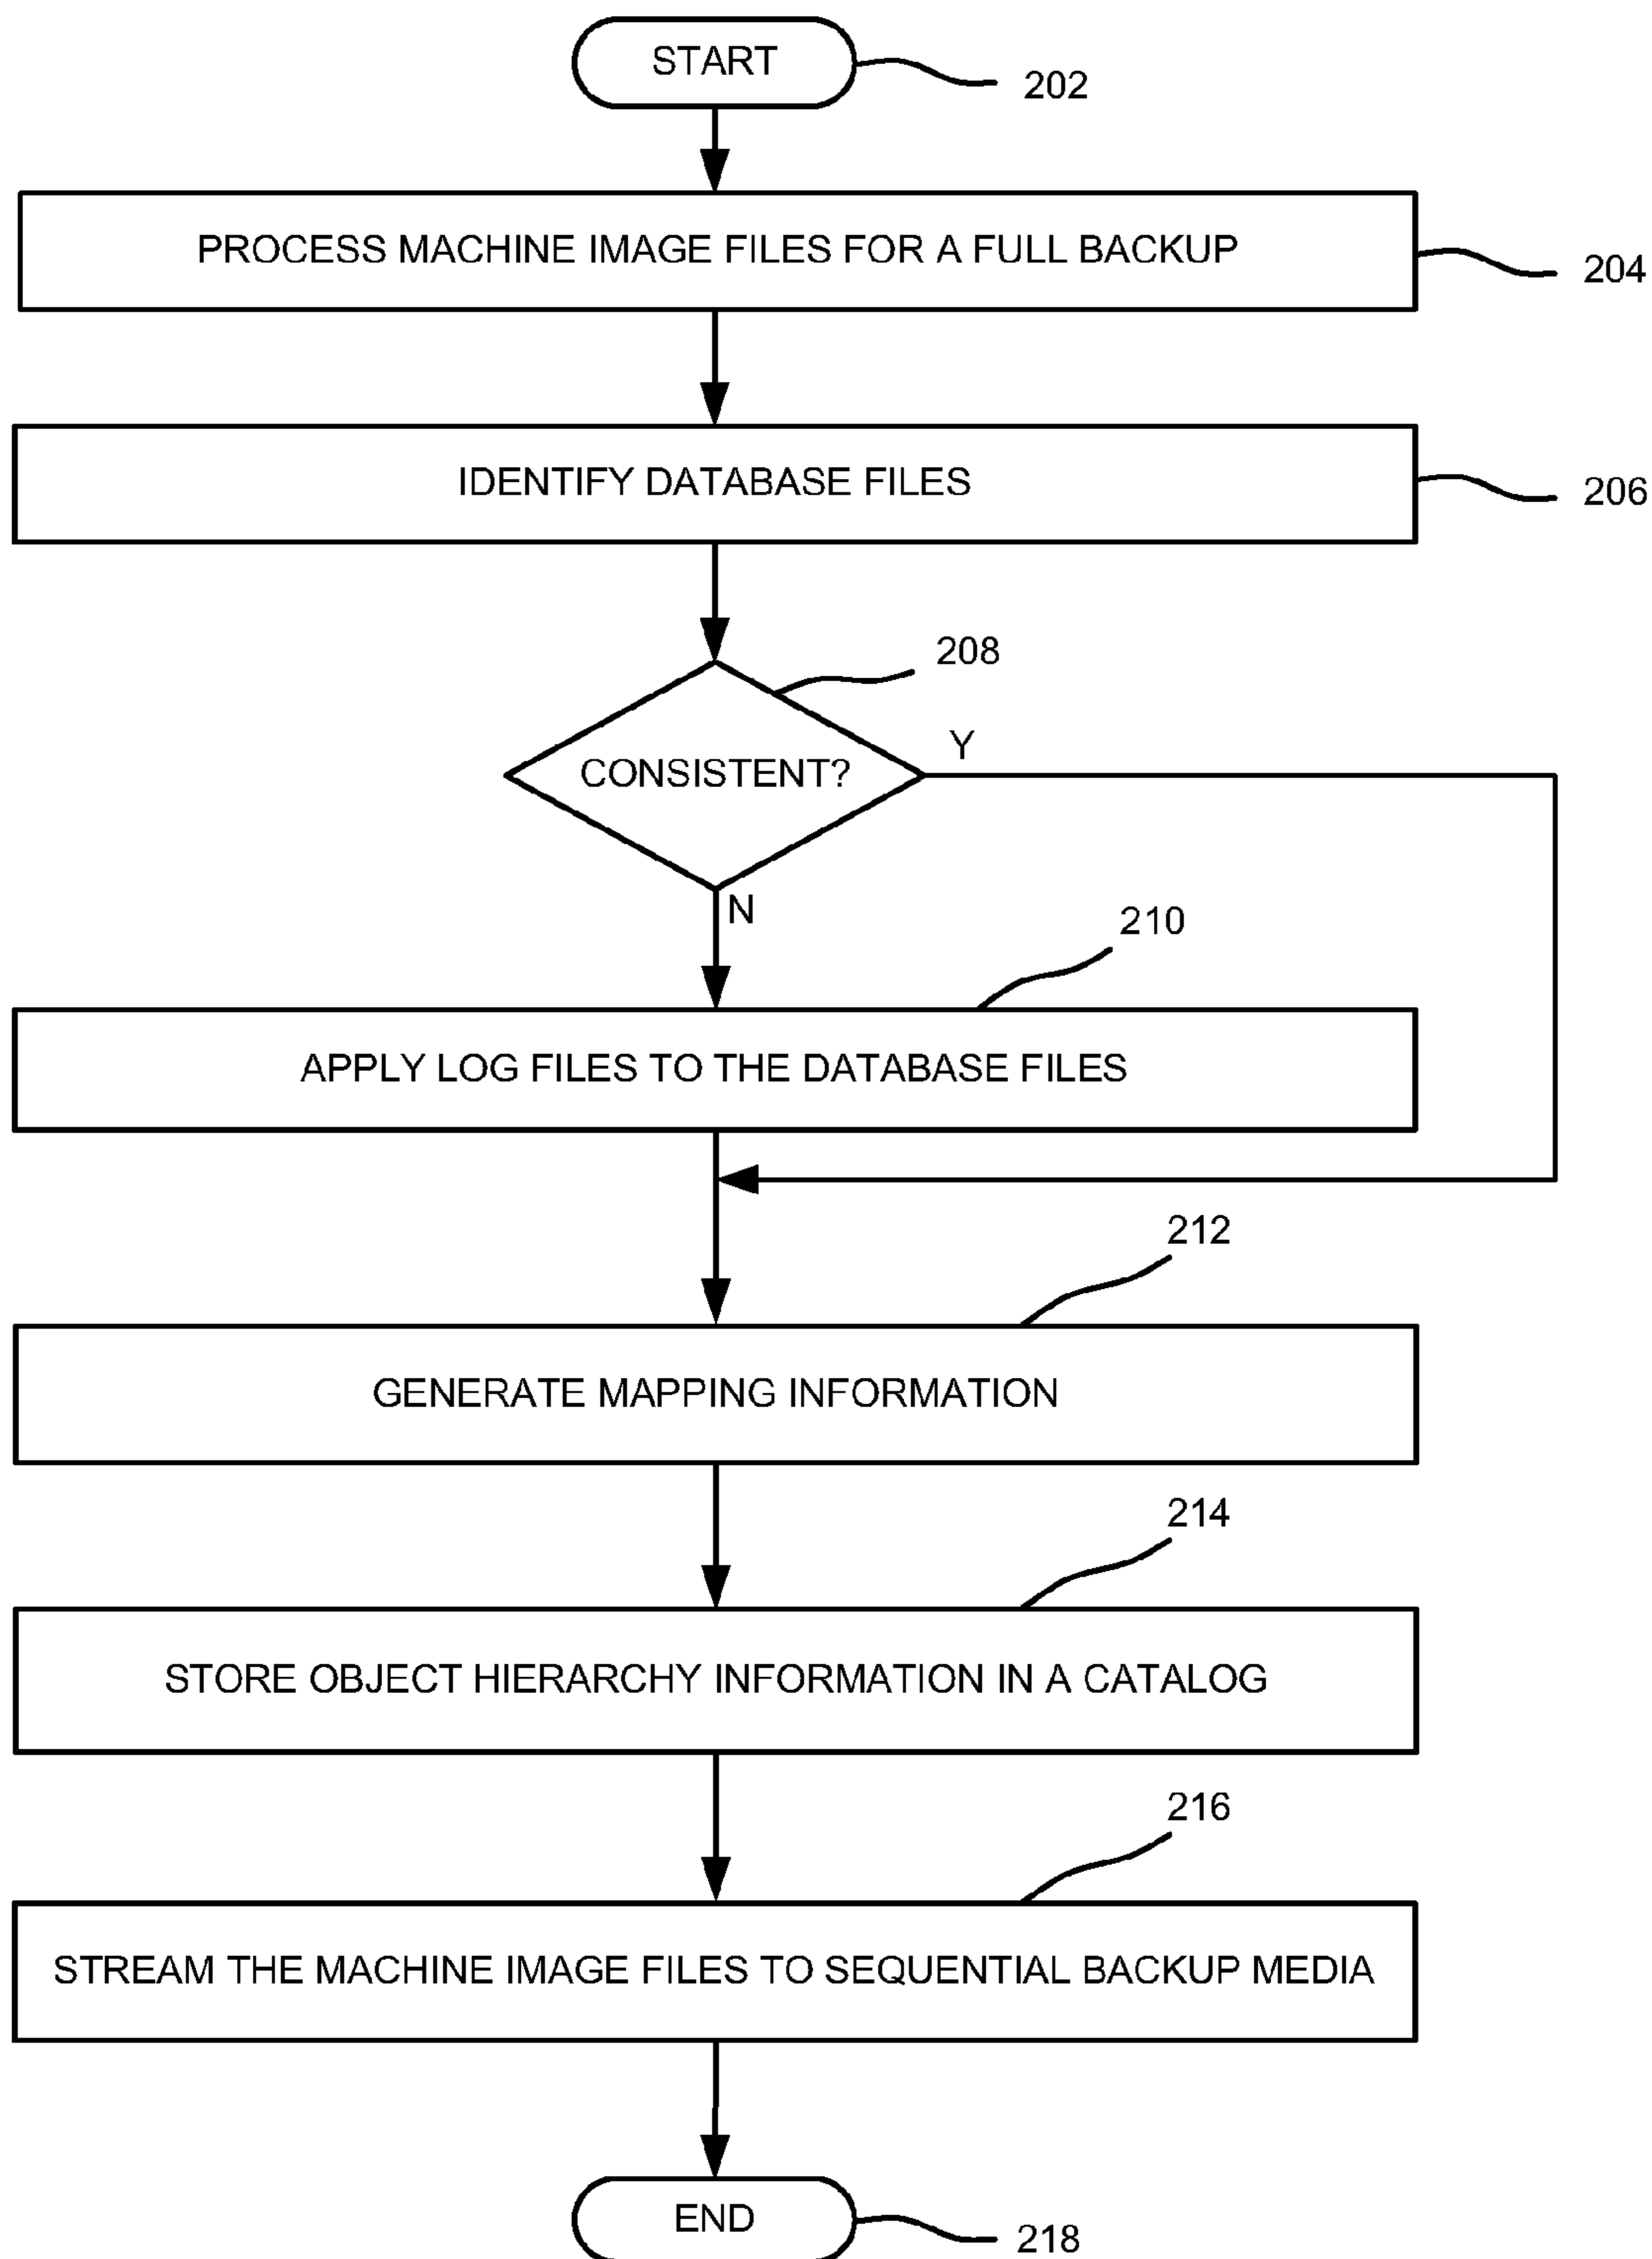 START
202
PROCESS MACHINE IMAGE FILES FOR A FULL BACKUP
204
IDENTIFY DATABASE FILES
206
208
CONSISTENT?
Y
N
210
APPLY LOG FILES TO THE DATABASE FILES
212
GENERATE MAPPING INFORMATION
214
STORE OBJECT HIERARCHY INFORMATION IN A CATALOG
216
STREAM THE MACHINE IMAGE FILES TO SEQUENTIAL BACKUP MEDIA
END
218